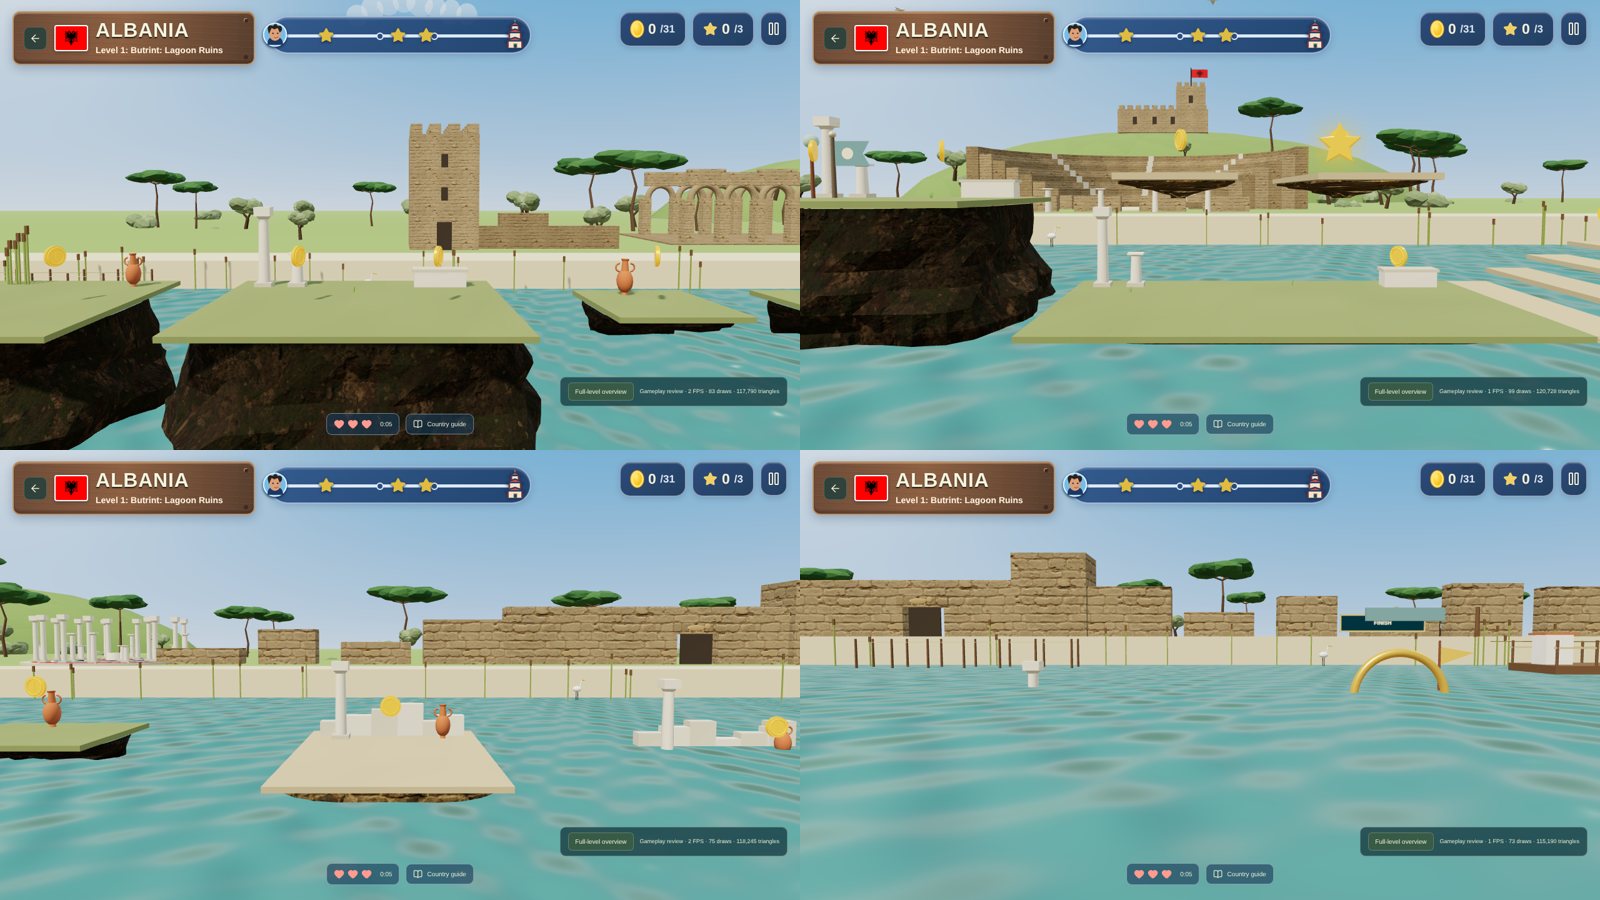 ALBANIA
Level 1: Butrint: Lagoon Ruins
0 /31
0 /3
Full-level overview
Gameplay review · 2 FPS · 83 draws · 117,790 triangles
0:05
Country guide
ALBANIA
Level 1: Butrint: Lagoon Ruins
0 /31
0 /3
Full-level overview
Gameplay review · 1 FPS · 99 draws · 120,728 triangles
0:05
Country guide
ALBANIA
Level 1: Butrint: Lagoon Ruins
0 /31
0 /3
Full-level overview
Gameplay review · 2 FPS · 75 draws · 118,245 triangles
0:05
Country guide
ALBANIA
Level 1: Butrint: Lagoon Ruins
0 /31
0 /3
FINISH
Full-level overview
Gameplay review · 1 FPS · 73 draws · 115,190 triangles
0:05
Country guide